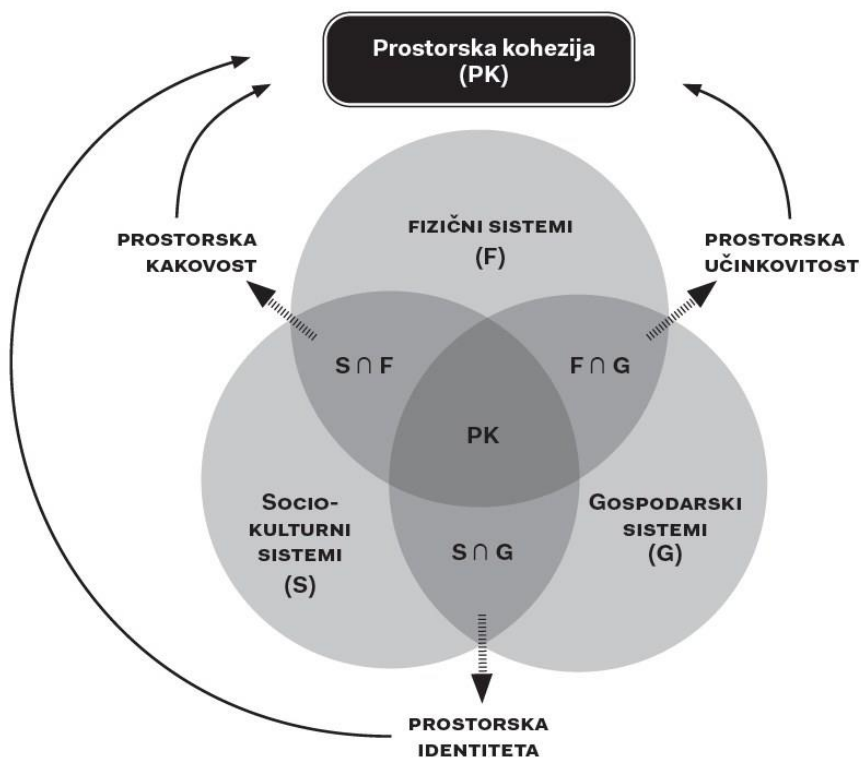 Prostorska kohezija
(PK)
FIZIČNI SISTEMI
(F)
PROSTORSKA
KAKOVOST
PROSTORSKA
UČINKOVITOST
S ∩ F
F ∩ G
PK
SOCIO-
KULTURNI
SISTEMI
(S)
GOSPODARSKI
SISTEMI
(G)
S ∩ G
PROSTORSKA
IDENTITETA